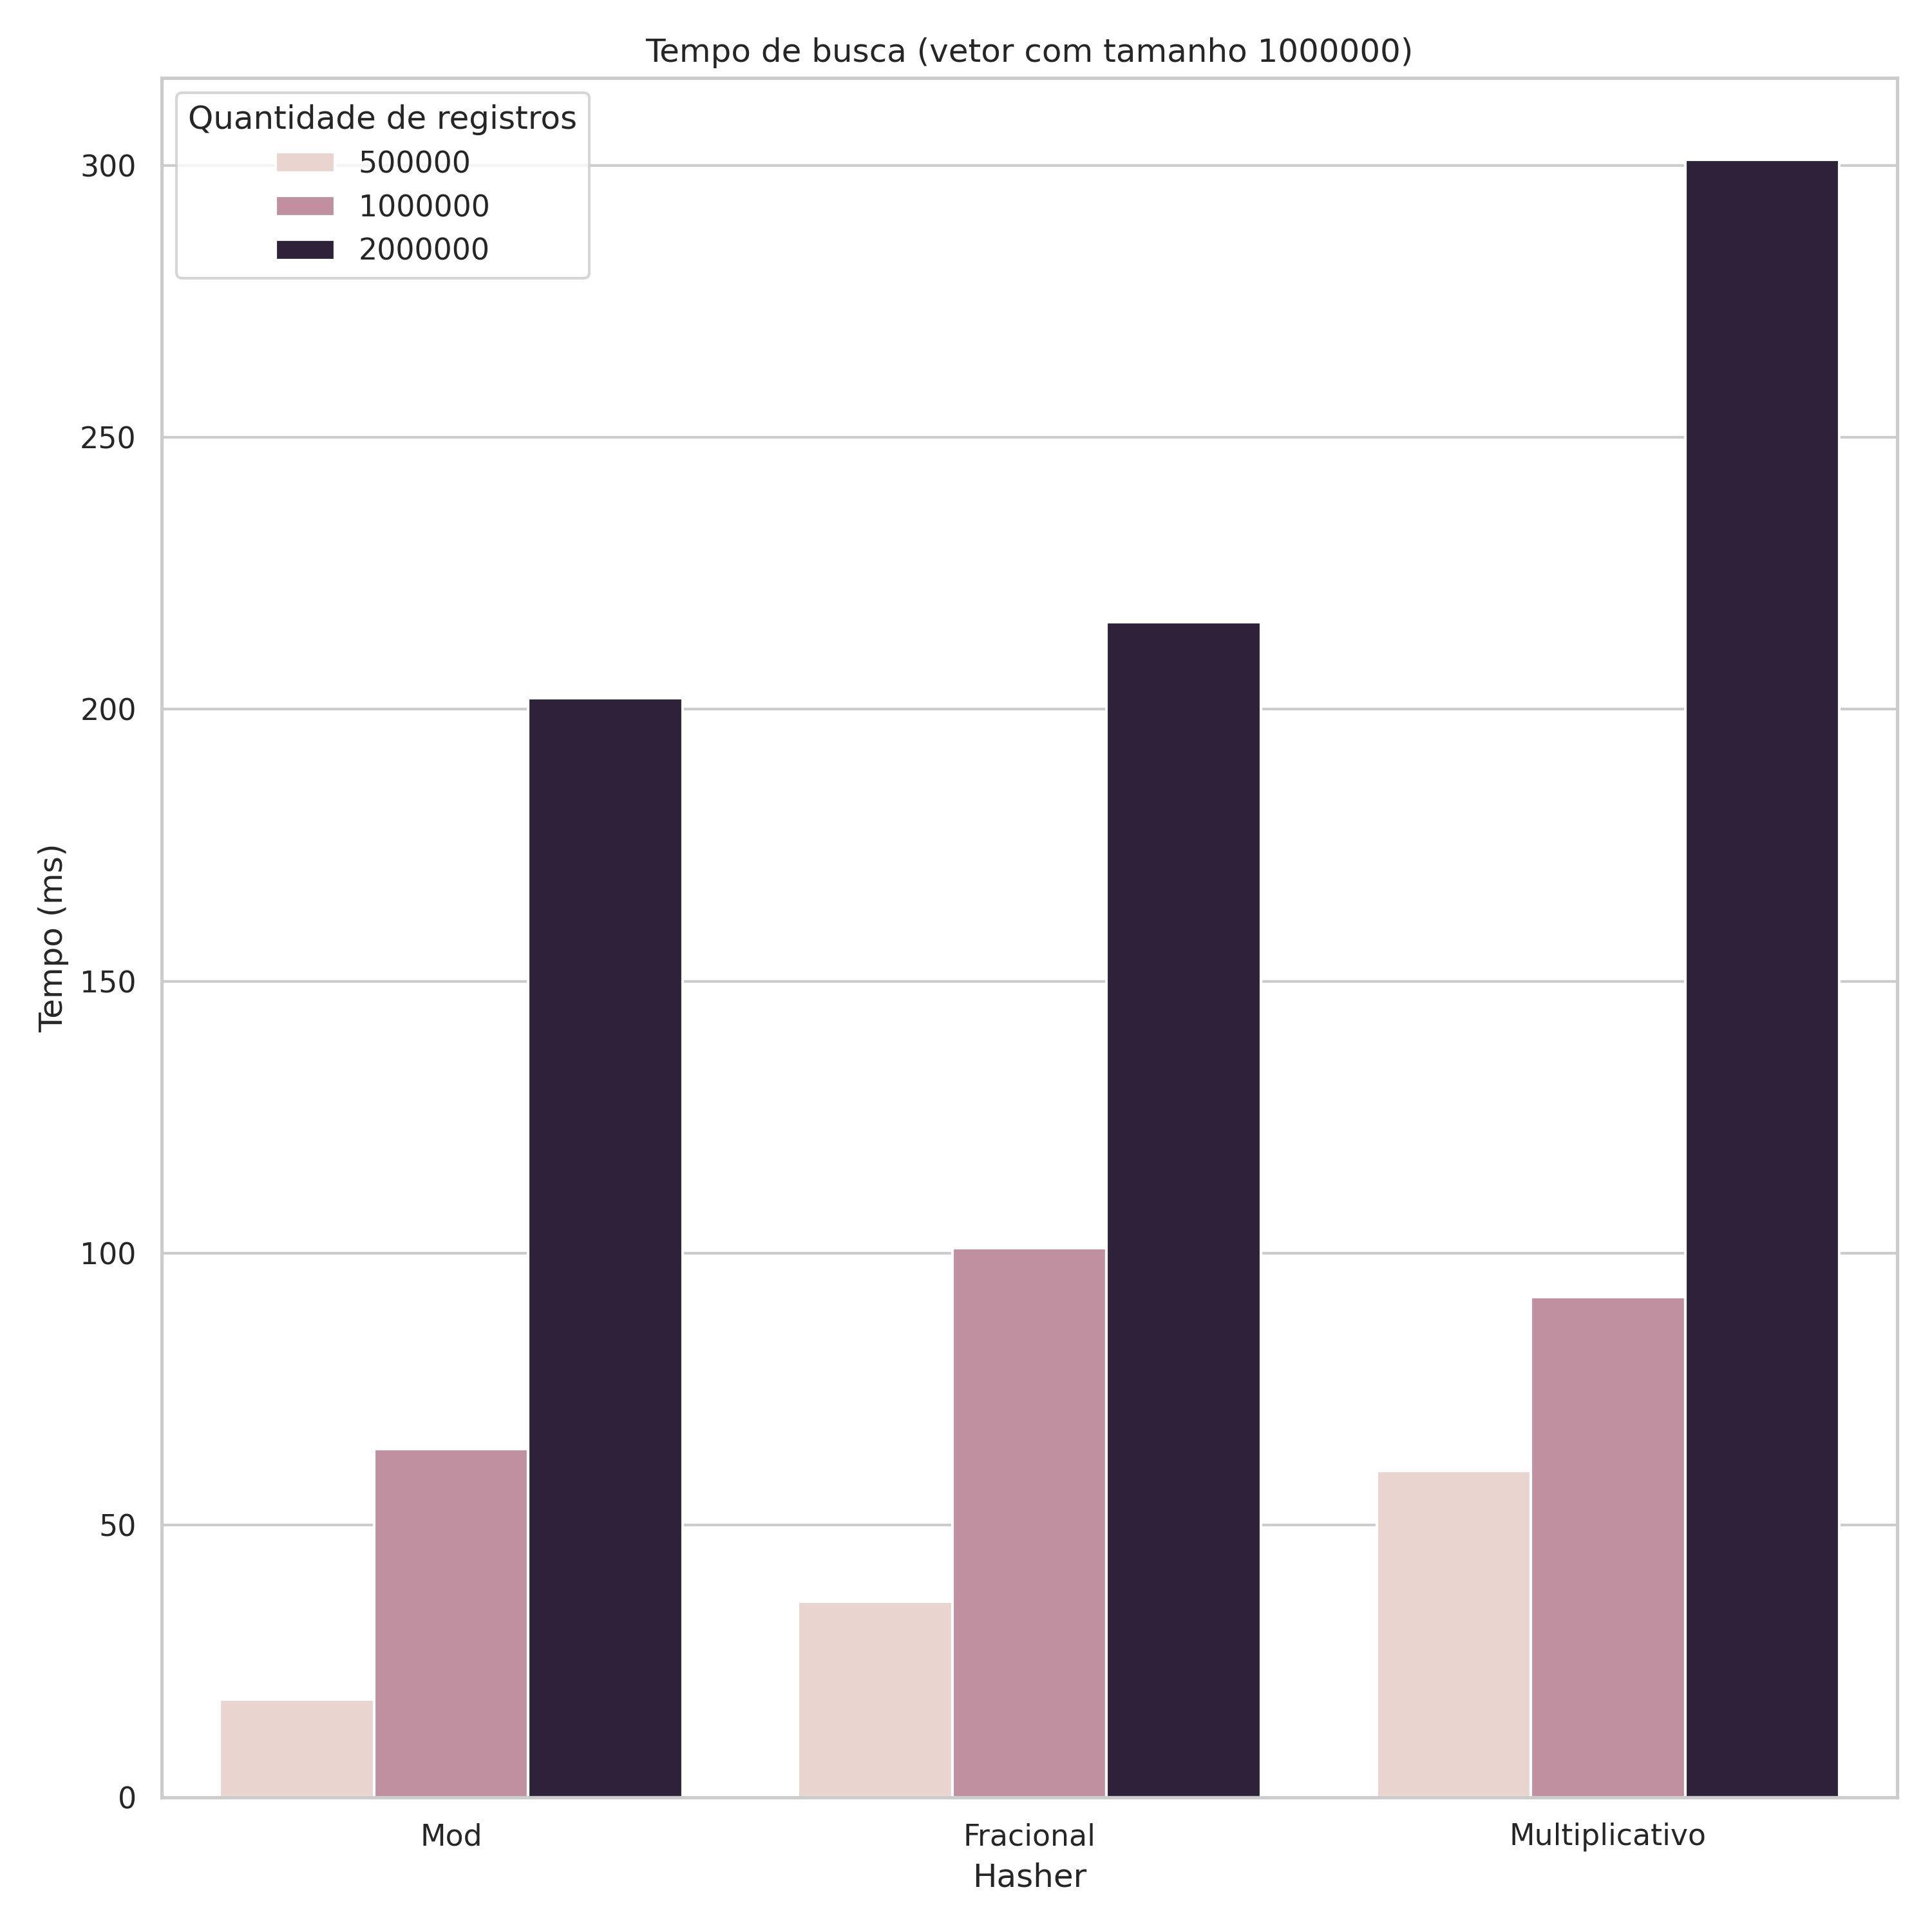 Tempo de busca (vetor com tamanho 1000000)
Quantidade de registros
500000
1000000
2000000
300
250
200
150
100
50
0
Tempo (ms)
Mod
Fracional
Multiplicativo
Hasher